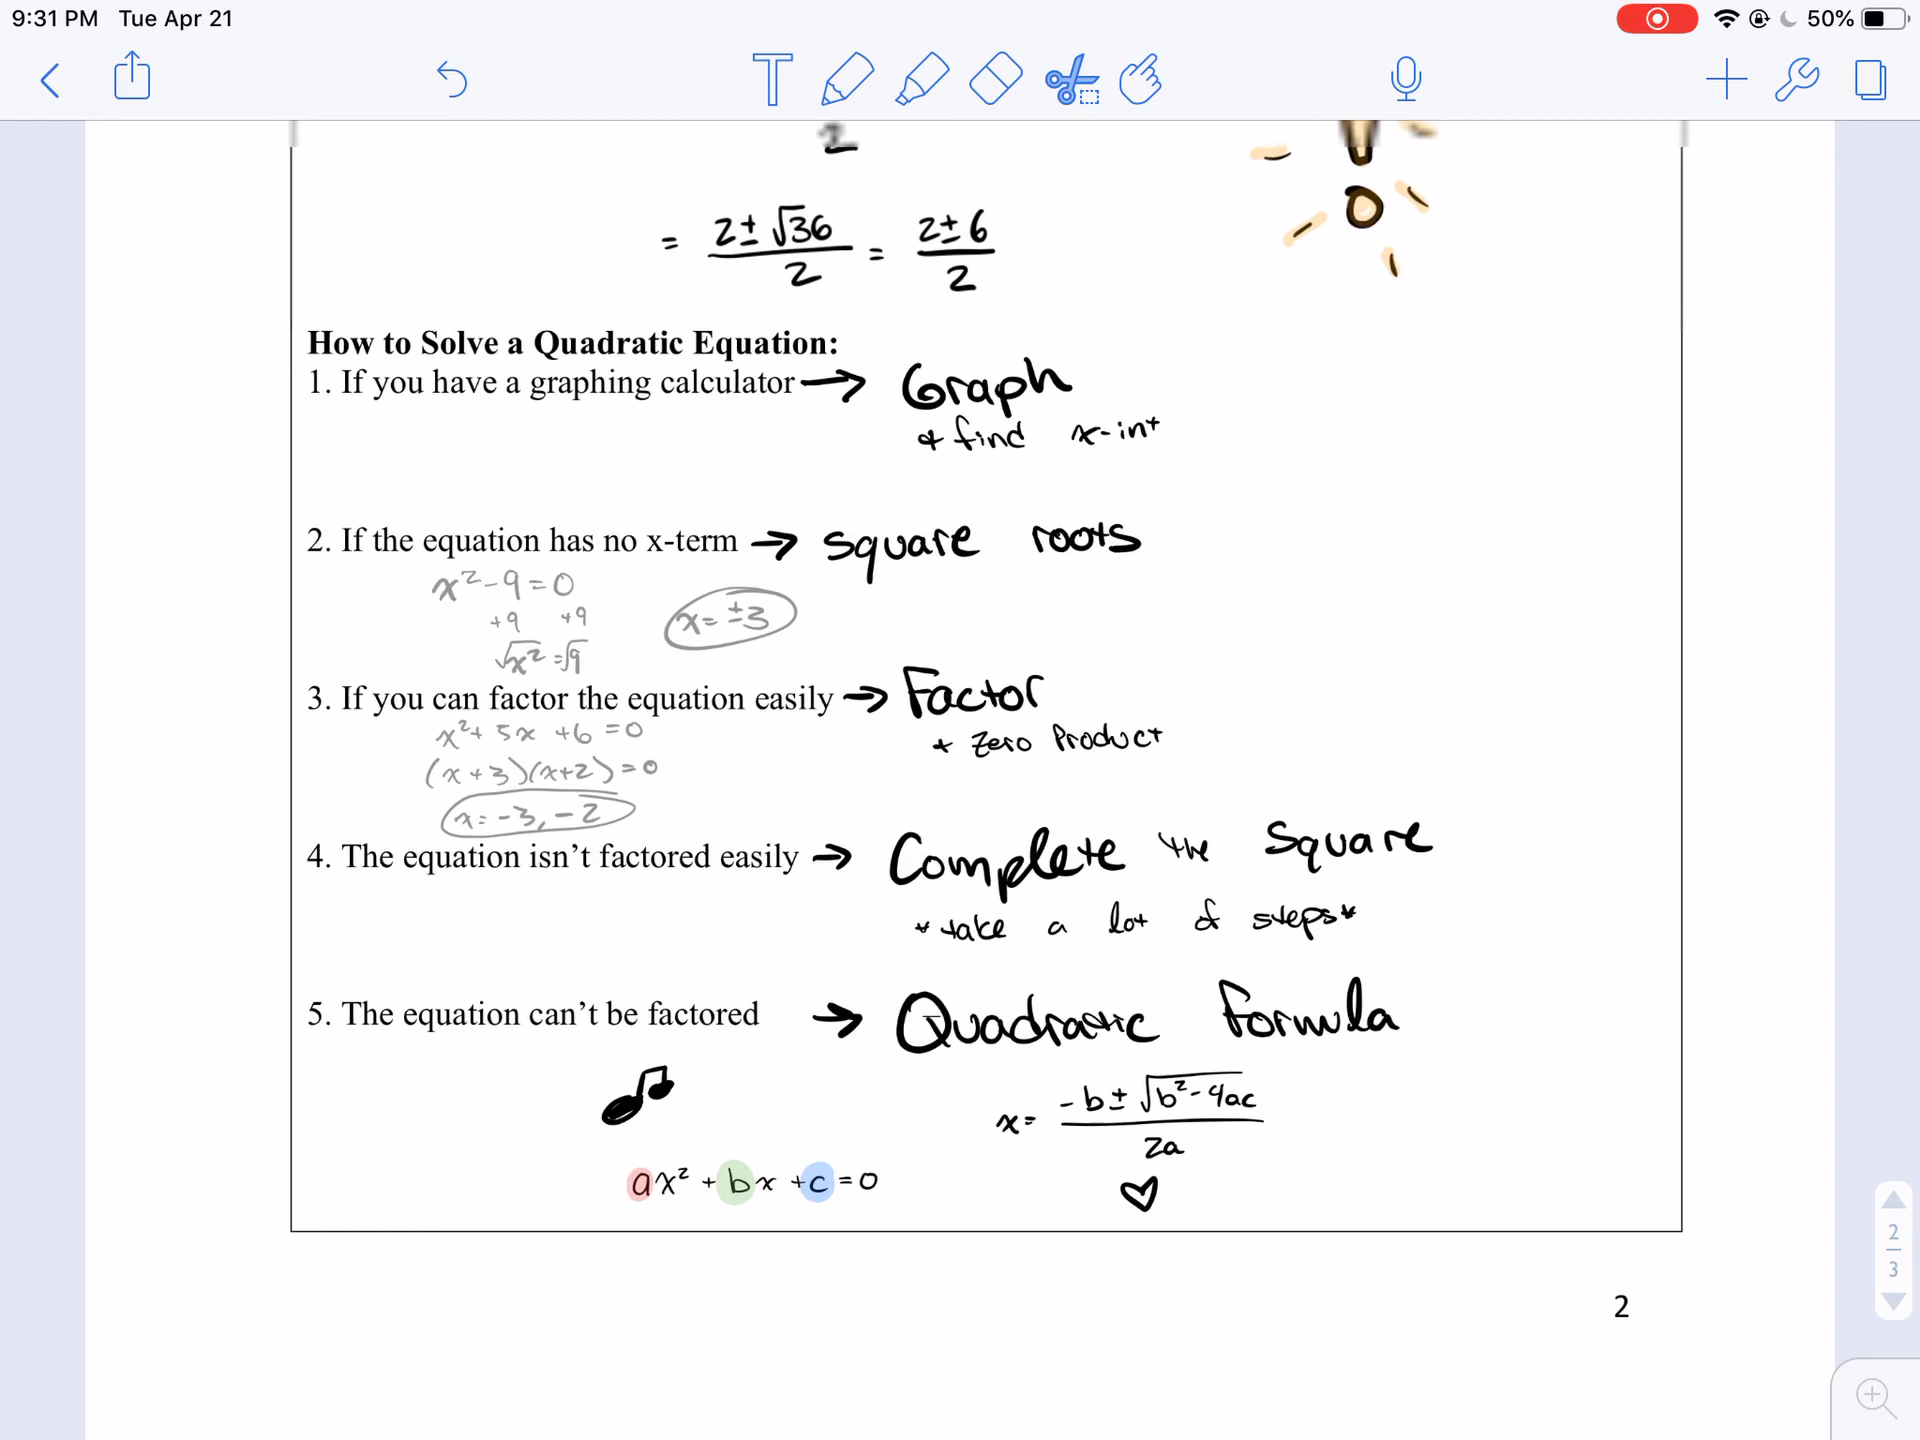 9:31 PM Tue Apr 21 50%
2
= 2± √36 / 2 = 2± 6 / 2
How to Solve a Quadratic Equation:
1. If you have a graphing calculator → Graph
+ find x-int
2. If the equation has no x-term → square roots
x² - 9 = 0
+9 +9
√x² = √9
x = ±3
3. If you can factor the equation easily → Factor
+ Zero Product
x² + 5x + 6 = 0
(x + 3)(x + 2) = 0
x = -3, -2
4. The equation isn't factored easily → Complete the Square
* take a lot of steps *
5. The equation can't be factored → Quadratic Formula
x = -b ± √b² - 4ac / 2a
ax² + bx + c = 0
2
2
3